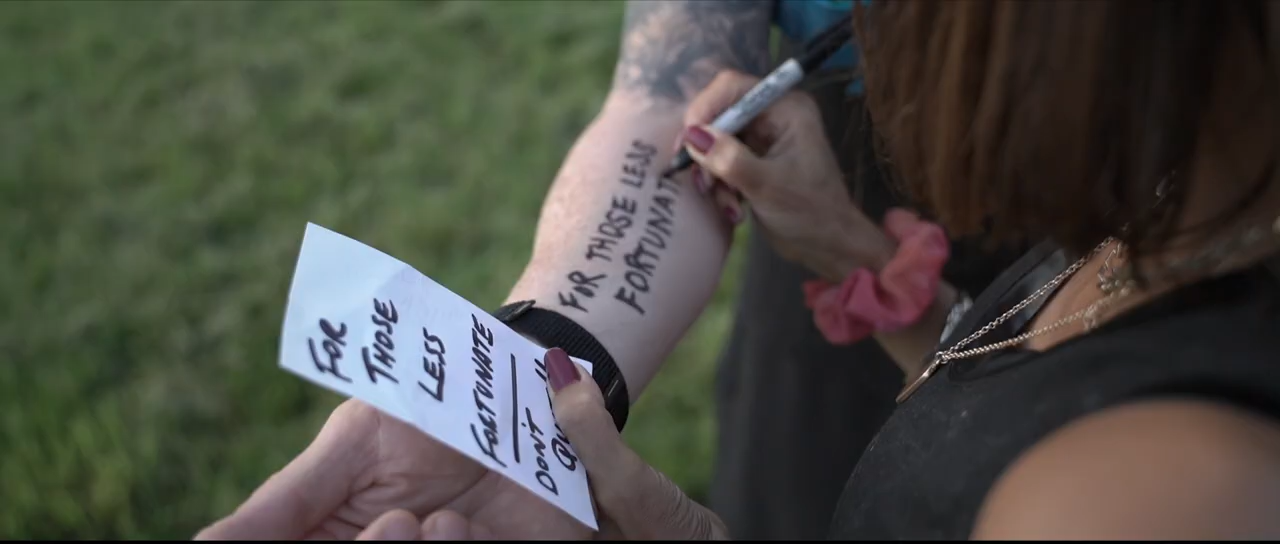 FOR THOSE LESS
FORTUNAT
FOR
THOSE
LESS
FORTUNATE
DON'T